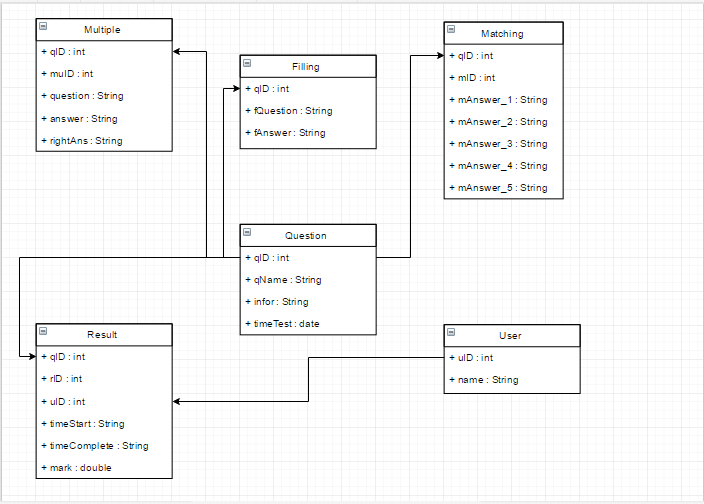 Multiple
+ qID : int
+ muID : int
+ question : String
+ answer : String
+ rightAns : String
Filling
+ qID : int
+ fQuestion : String
+ fAnswer : String
Matching
+ qID : int
+ mID : int
+ mAnswer_1 : String
+ mAnswer_2 : String
+ mAnswer_3 : String
+ mAnswer_4 : String
+ mAnswer_5 : String
Question
+ qID : int
+ qName : String
+ infor : String
+ timeTest : date
Result
+ qID : int
+ rID : int
+ uID : int
+ timeStart : String
+ timeComplete : String
+ mark : double
User
+ uID : int
+ name : String